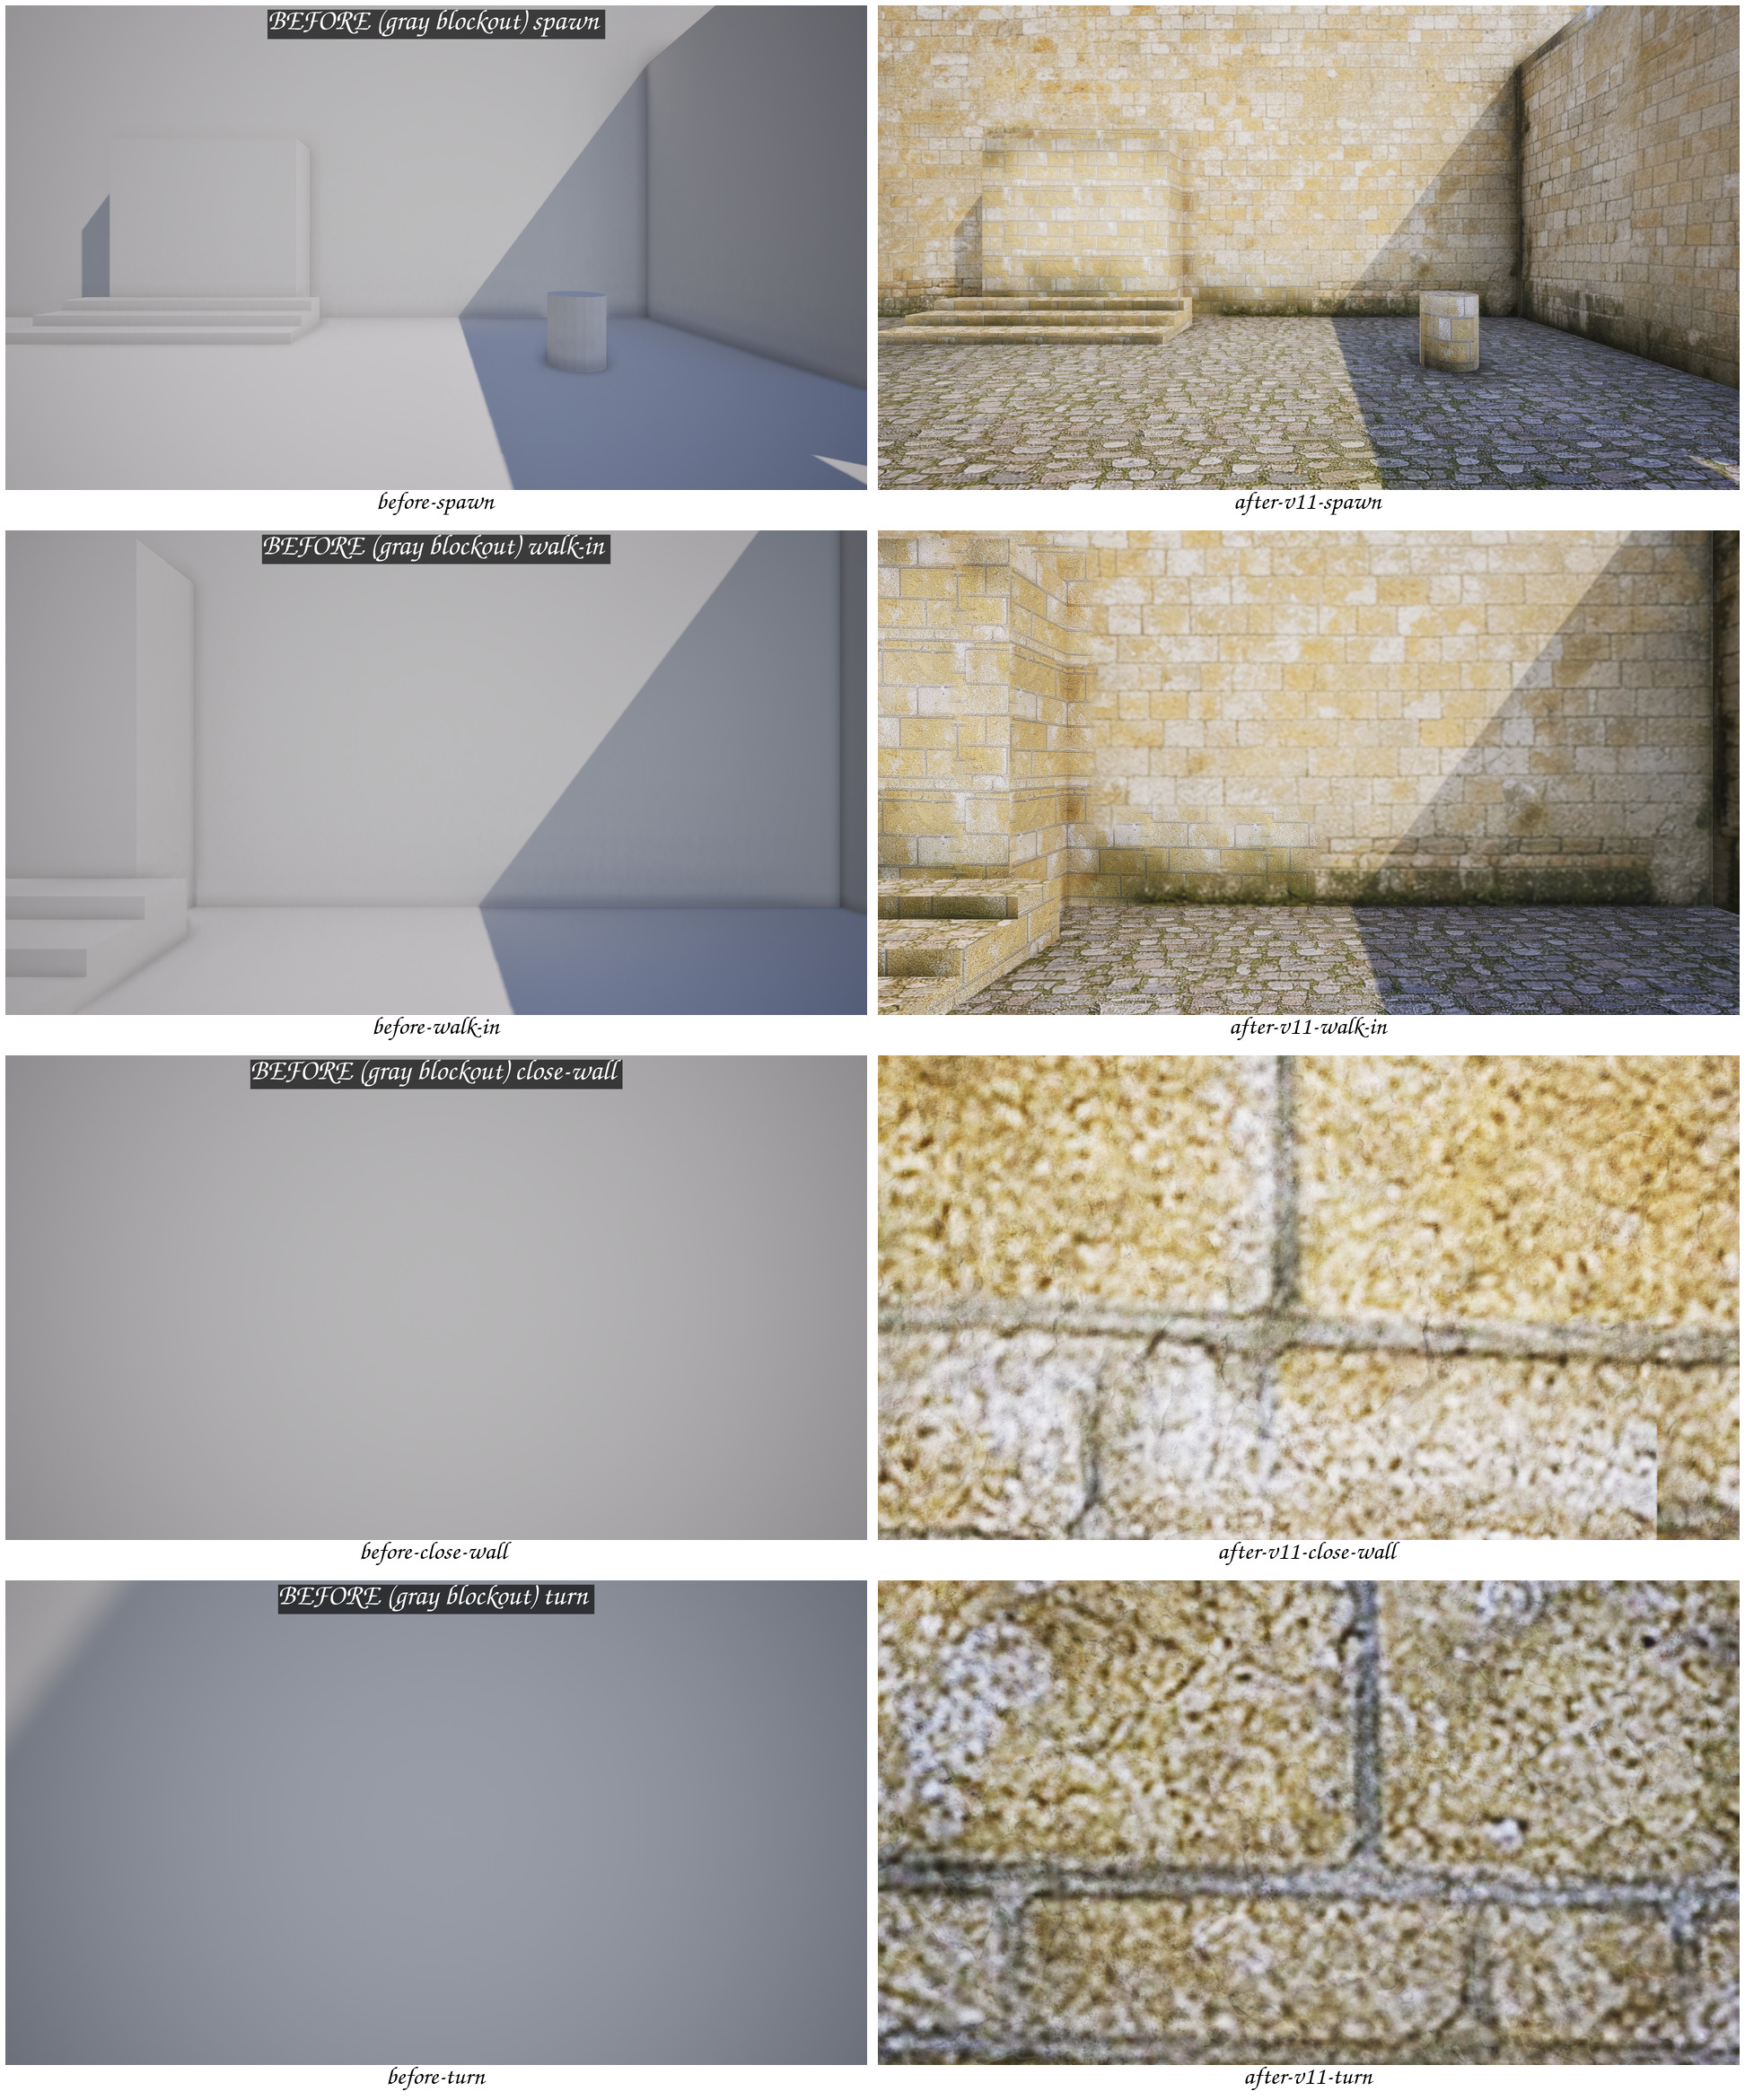 BEFORE (gray blockout) spawn
before-spawn
after-v11-spawn
BEFORE (gray blockout) walk-in
before-walk-in
after-v11-walk-in
BEFORE (gray blockout) close-wall
before-close-wall
after-v11-close-wall
BEFORE (gray blockout) turn
before-turn
after-v11-turn